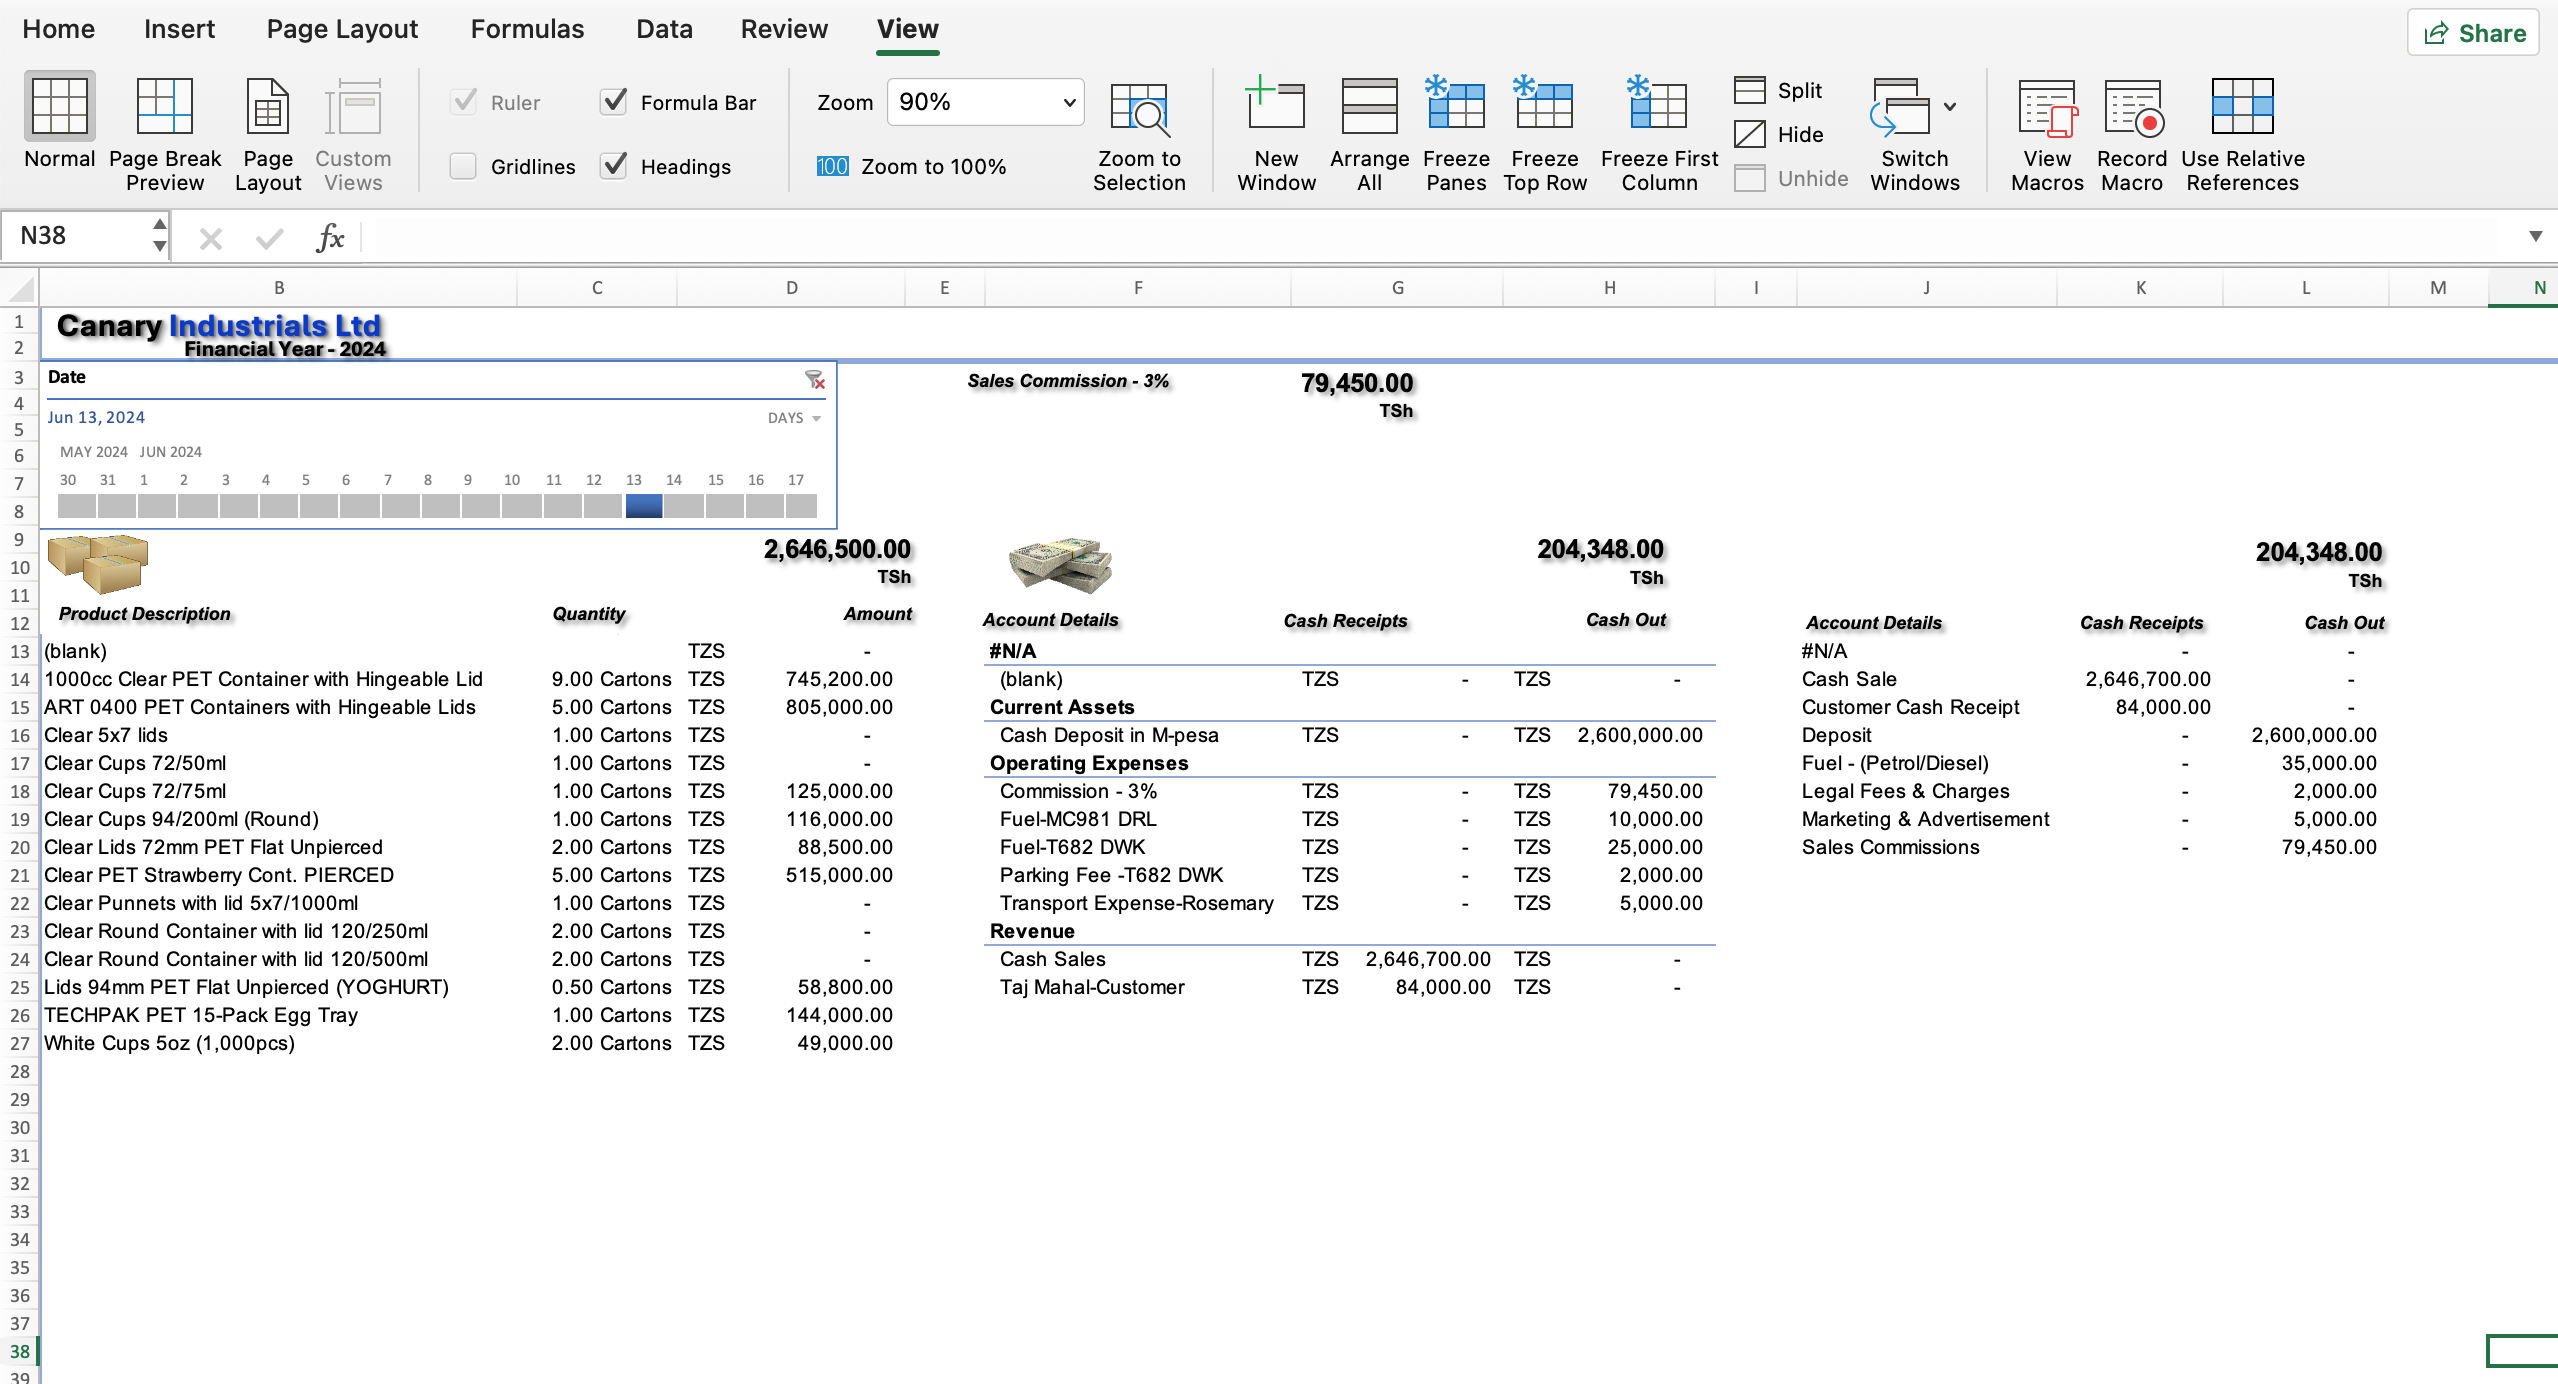 Home Insert Page Layout Formulas Data Review View Share
Ruler Formula Bar Zoom 90% Split
Gridlines Headings 100 Zoom to 100% Hide
Unhide
Normal Page Break Preview Page Layout Custom Views Zoom to Selection New Window Arrange All Freeze Panes Freeze Top Row Freeze First Column Switch Windows View Macros Record Macro Use Relative References
N38 fx
B C D E F G H I J K L M N
1 Canary Industrials Ltd
2 Financial Year - 2024
3 Date Sales Commission - 3% 79,450.00
4 Jun 13, 2024 DAYS TSh
5
6 MAY 2024 JUN 2024
7 30 31 1 2 3 4 5 6 7 8 9 10 11 12 13 14 15 16 17
8
9 2,646,500.00 204,348.00 204,348.00
10 TSh TSh TSh
11
12 Product Description Quantity Amount Account Details Cash Receipts Cash Out Account Details Cash Receipts Cash Out
13 (blank) TZS - #N/A #N/A - -
14 1000cc Clear PET Container with Hingeable Lid 9.00 Cartons TZS 745,200.00 (blank) TZS - TZS - Cash Sale 2,646,700.00 -
15 ART 0400 PET Containers with Hingeable Lids 5.00 Cartons TZS 805,000.00 Current Assets Customer Cash Receipt 84,000.00 -
16 Clear 5x7 lids 1.00 Cartons TZS - Cash Deposit in M-pesa TZS - TZS 2,600,000.00 Deposit - 2,600,000.00
17 Clear Cups 72/50ml 1.00 Cartons TZS - Operating Expenses Fuel - (Petrol/Diesel) - 35,000.00
18 Clear Cups 72/75ml 1.00 Cartons TZS 125,000.00 Commission - 3% TZS - TZS 79,450.00 Legal Fees & Charges - 2,000.00
19 Clear Cups 94/200ml (Round) 1.00 Cartons TZS 116,000.00 Fuel-MC981 DRL TZS - TZS 10,000.00 Marketing & Advertisement - 5,000.00
20 Clear Lids 72mm PET Flat Unpierced 2.00 Cartons TZS 88,500.00 Fuel-T682 DWK TZS - TZS 25,000.00 Sales Commissions - 79,450.00
21 Clear PET Strawberry Cont. PIERCED 5.00 Cartons TZS 515,000.00 Parking Fee -T682 DWK TZS - TZS 2,000.00
22 Clear Punnets with lid 5x7/1000ml 1.00 Cartons TZS - Transport Expense-Rosemary TZS - TZS 5,000.00
23 Clear Round Container with lid 120/250ml 2.00 Cartons TZS - Revenue
24 Clear Round Container with lid 120/500ml 2.00 Cartons TZS - Cash Sales TZS 2,646,700.00 TZS -
25 Lids 94mm PET Flat Unpierced (YOGHURT) 0.50 Cartons TZS 58,800.00 Taj Mahal-Customer TZS 84,000.00 TZS -
26 TECHPAK PET 15-Pack Egg Tray 1.00 Cartons TZS 144,000.00
27 White Cups 5oz (1,000pcs) 2.00 Cartons TZS 49,000.00
28
29
30
31
32
33
34
35
36
37
38
39